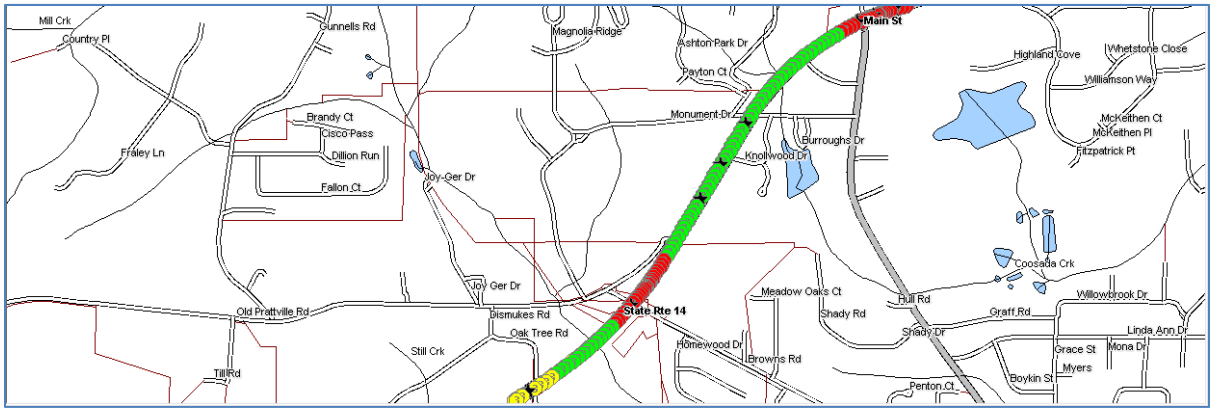 Mill Crk
Gunnells Rd
Main St
Country Pl
Magnolia Ridge
Ashton Park Dr
Highland Cove
Whetstone Close
Payton Ct
Williamson Way
Monument Dr
Brandy Ct
McKeithen Ct
Cisco Pass
McKeithen Pl
Burroughs Dr
Fraley Ln
Dillion Run
Knollwood Dr
Fitzpatrick Pt
Joy-Ger Dr
Fallon Ct
Coosada Crk
Joy Ger Dr
Meadow Oaks Ct
Willowbrook Dr
Hull Rd
Old Prattville Rd
Dismukes Rd
State Rte 14
Shady Rd
Graff Rd
Oak Tree Rd
Shady Dr
Linda Ann Dr
Still Crk
Homewood Dr
Grace St
Mona Dr
Browns Rd
Myers
Till Rd
Boykin St
Penton Ct